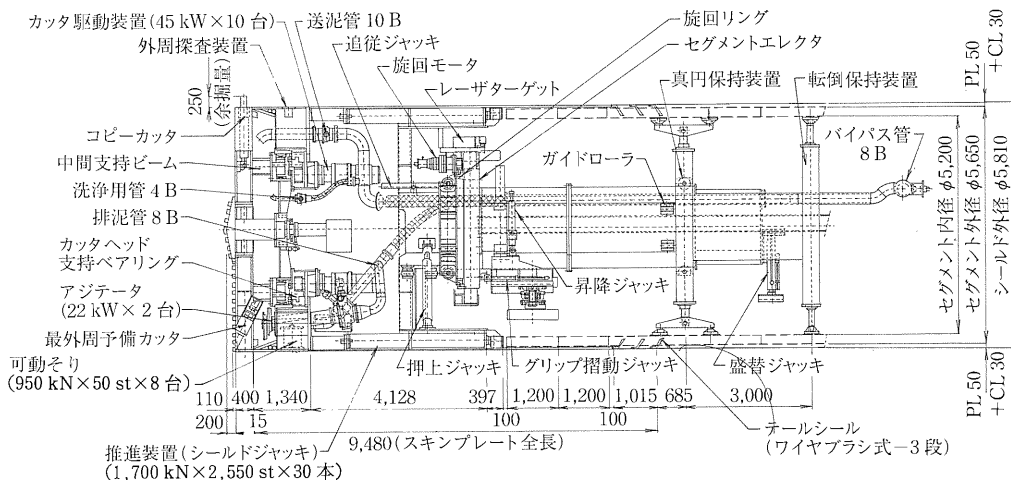 カッタ駆動装置(45 kW×10 台)
送泥管 10 B
旋回リング
外周探査装置
追従ジャッキ
セグメントエレクタ
旋回モータ
真円保持装置
転倒保持装置
レーザターゲット
PL 50
+CL 30
250
(余掘量)
コピーカッタ
バイパス管
8 B
中間支持ビーム
ガイドローラ
洗浄用管 4 B
排泥管 8 B
セグメント内径 φ5,200
セグメント外径 φ5,650
シールド外径 φ5,810
カッタヘッド
支持ベアリング
アジテータ
(22 kW×2 台)
昇降ジャッキ
最外周予備カッタ
可動そり
(950 kN×50 st×8 台)
押上ジャッキ
グリップ摺動ジャッキ
盛替ジャッキ
PL 50
+CL 30
110
400
1,340
4,128
397
1,200
1,200
1,015
685
3,000
200
15
100
100
9,480(スキンプレート全長)
テールシール
(ワイヤブラシ式－3 段)
推進装置(シールドジャッキ)
(1,700 kN×2,550 st×30 本)